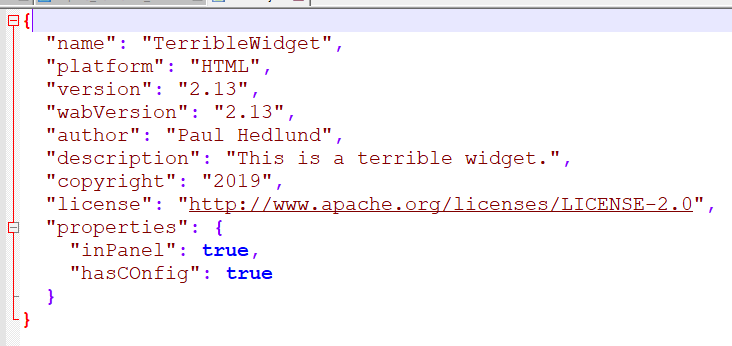 {
"name": "TerribleWidget",
"platform": "HTML",
"version": "2.13",
"wabVersion": "2.13",
"author": "Paul Hedlund",
"description": "This is a terrible widget.",
"copyright": "2019",
"license": "http://www.apache.org/licenses/LICENSE-2.0",
"properties": {
"inPanel": true,
"hasCOnfig": true
}
}